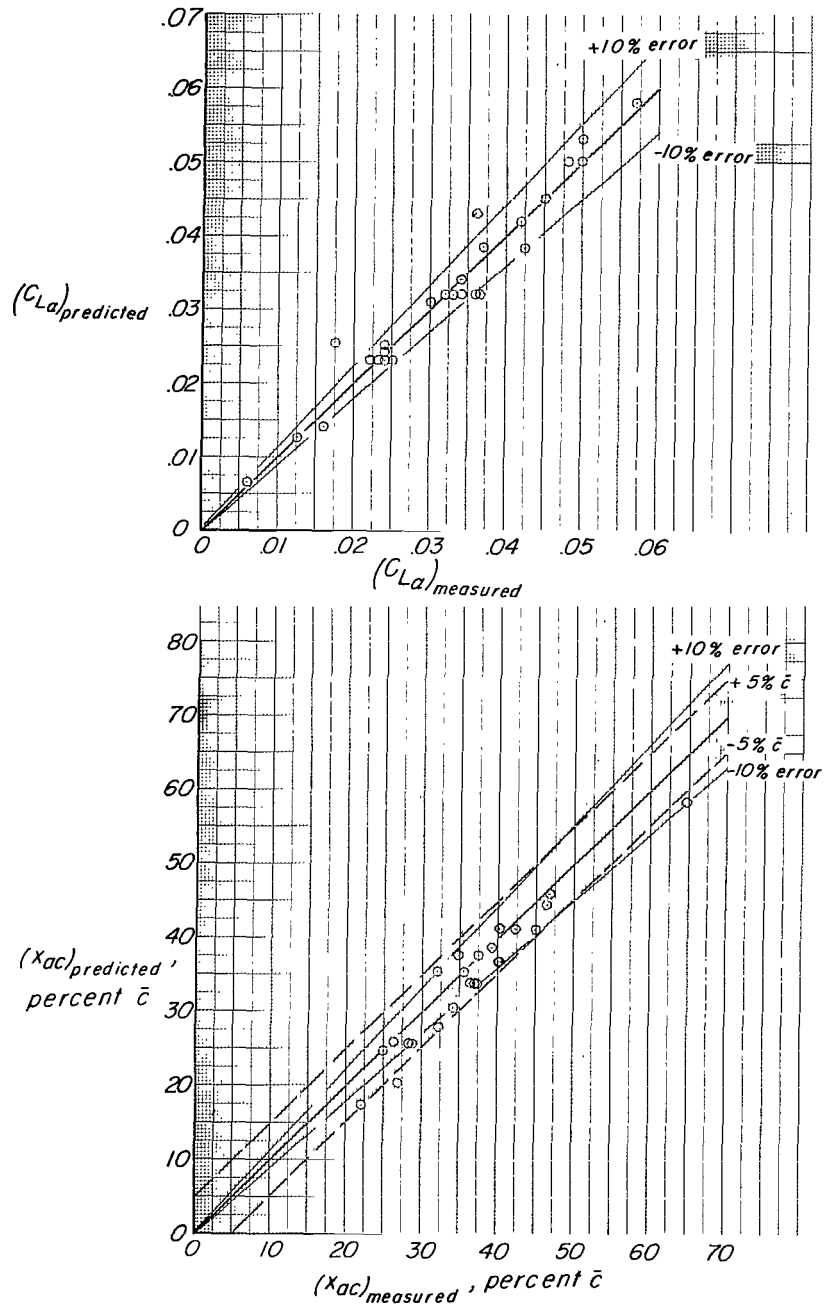 .07
+10% error
.06
-10% error
.05
.04
(CLa)predicted
.03
.02
.01
0
0 .01 .02 .03 .04 .05 .06
(CLa)measured
80
+10% error
+5% c̄
70
-5% c̄
-10% error
60
50
40
(xac)predicted,
percent c̄
30
20
10
0
0 10 20 30 40 50 60 70
(xac)measured, percent c̄